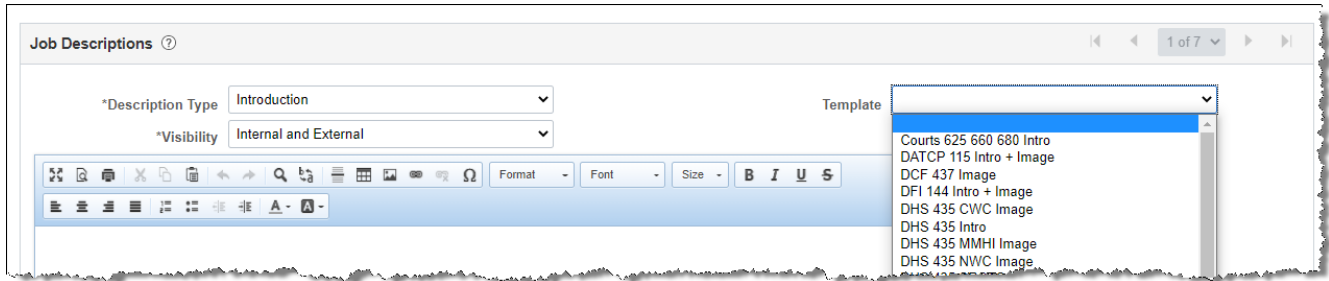 Job Descriptions ?
1 of 7
*Description Type Introduction
Template
*Visibility Internal and External
Courts 625 660 680 Intro
DATCP 115 Intro + Image
DCF 437 Image
DFI 144 Intro + Image
DHS 435 CWC Image
DHS 435 Intro
DHS 435 MMHI Image
DHS 435 NWC Image
Format Font Size B I U S
A A